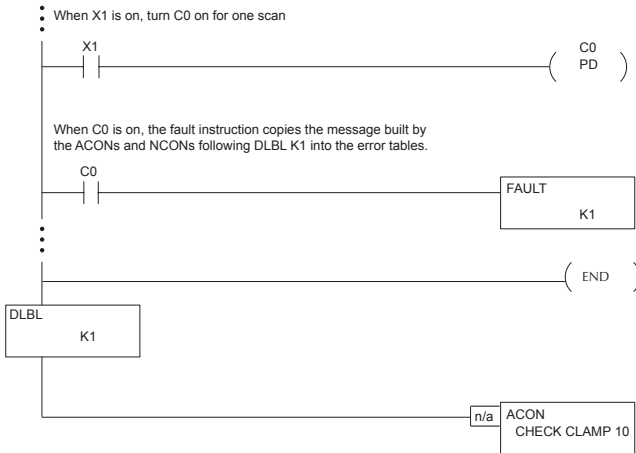 When X1 is on, turn C0 on for one scan
X1
C0
PD
When C0 is on, the fault instruction copies the message built by
the ACONs and NCONs following DLBL K1 into the error tables.
C0
FAULT
K1
END
DLBL
K1
n/a
ACON
CHECK CLAMP 10